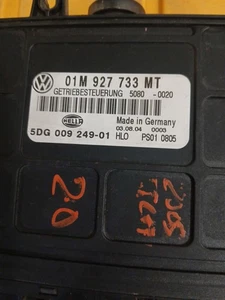 01M 927 733 MT
GETRIEBESTEUERUNG 5080 -0020
HELLA
Made in Germany
03.08.04 0003
5DG 009 249-01 HLO PS01 0805
2.0